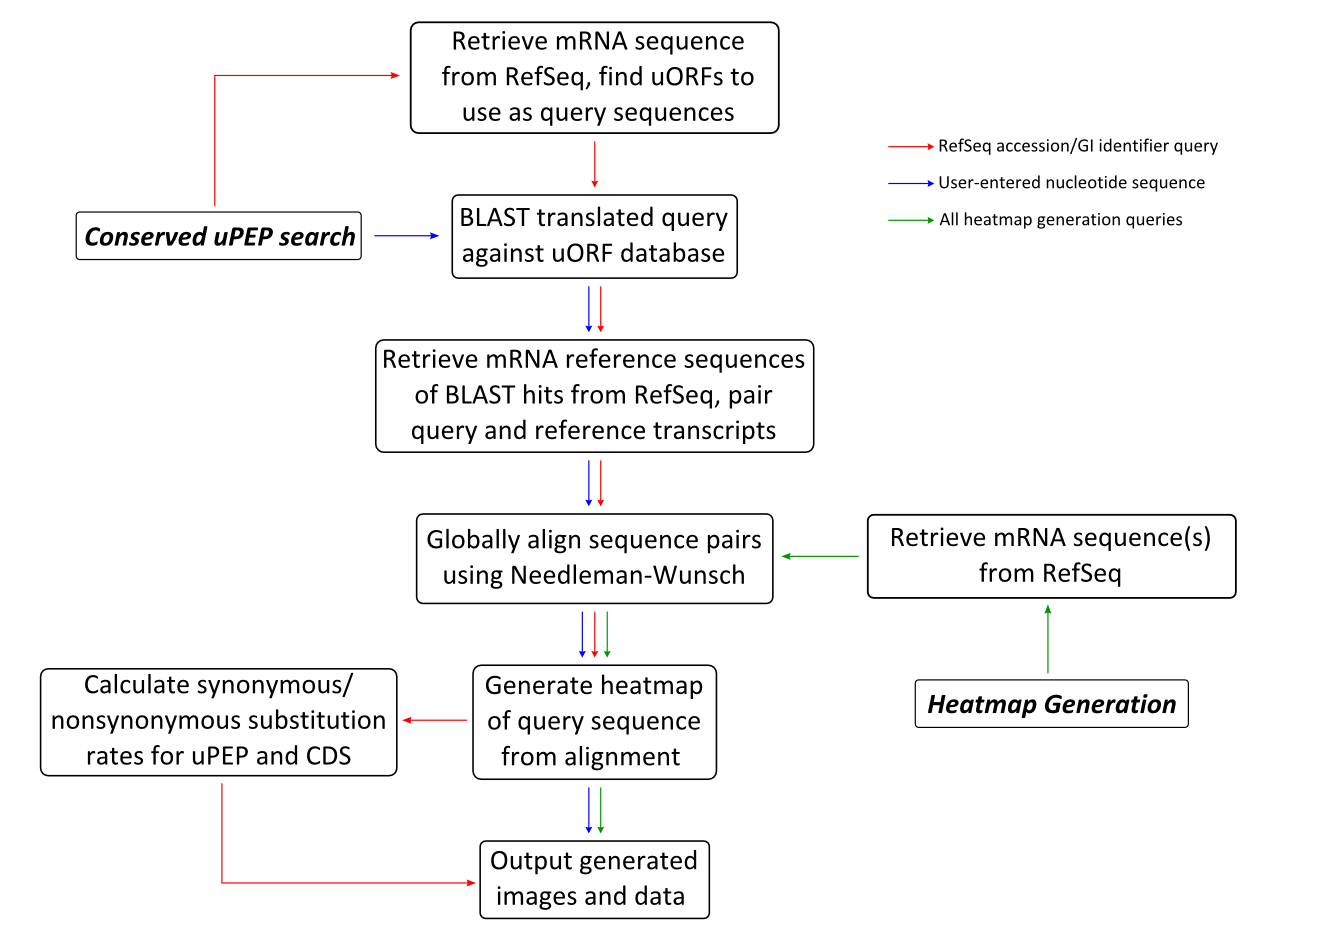 Retrieve mRNA sequence
from RefSeq, find uORFs to
use as query sequences
RefSeq accession/GI identifier query
User-entered nucleotide sequence
All heatmap generation queries
Conserved uPEP search
BLAST translated query
against uORF database
Retrieve mRNA reference sequences
of BLAST hits from RefSeq, pair
query and reference transcripts
Globally align sequence pairs
using Needleman-Wunsch
Retrieve mRNA sequence(s)
from RefSeq
Calculate synonymous/
nonsynonymous substitution
rates for uPEP and CDS
Generate heatmap
of query sequence
from alignment
Heatmap Generation
Output generated
images and data